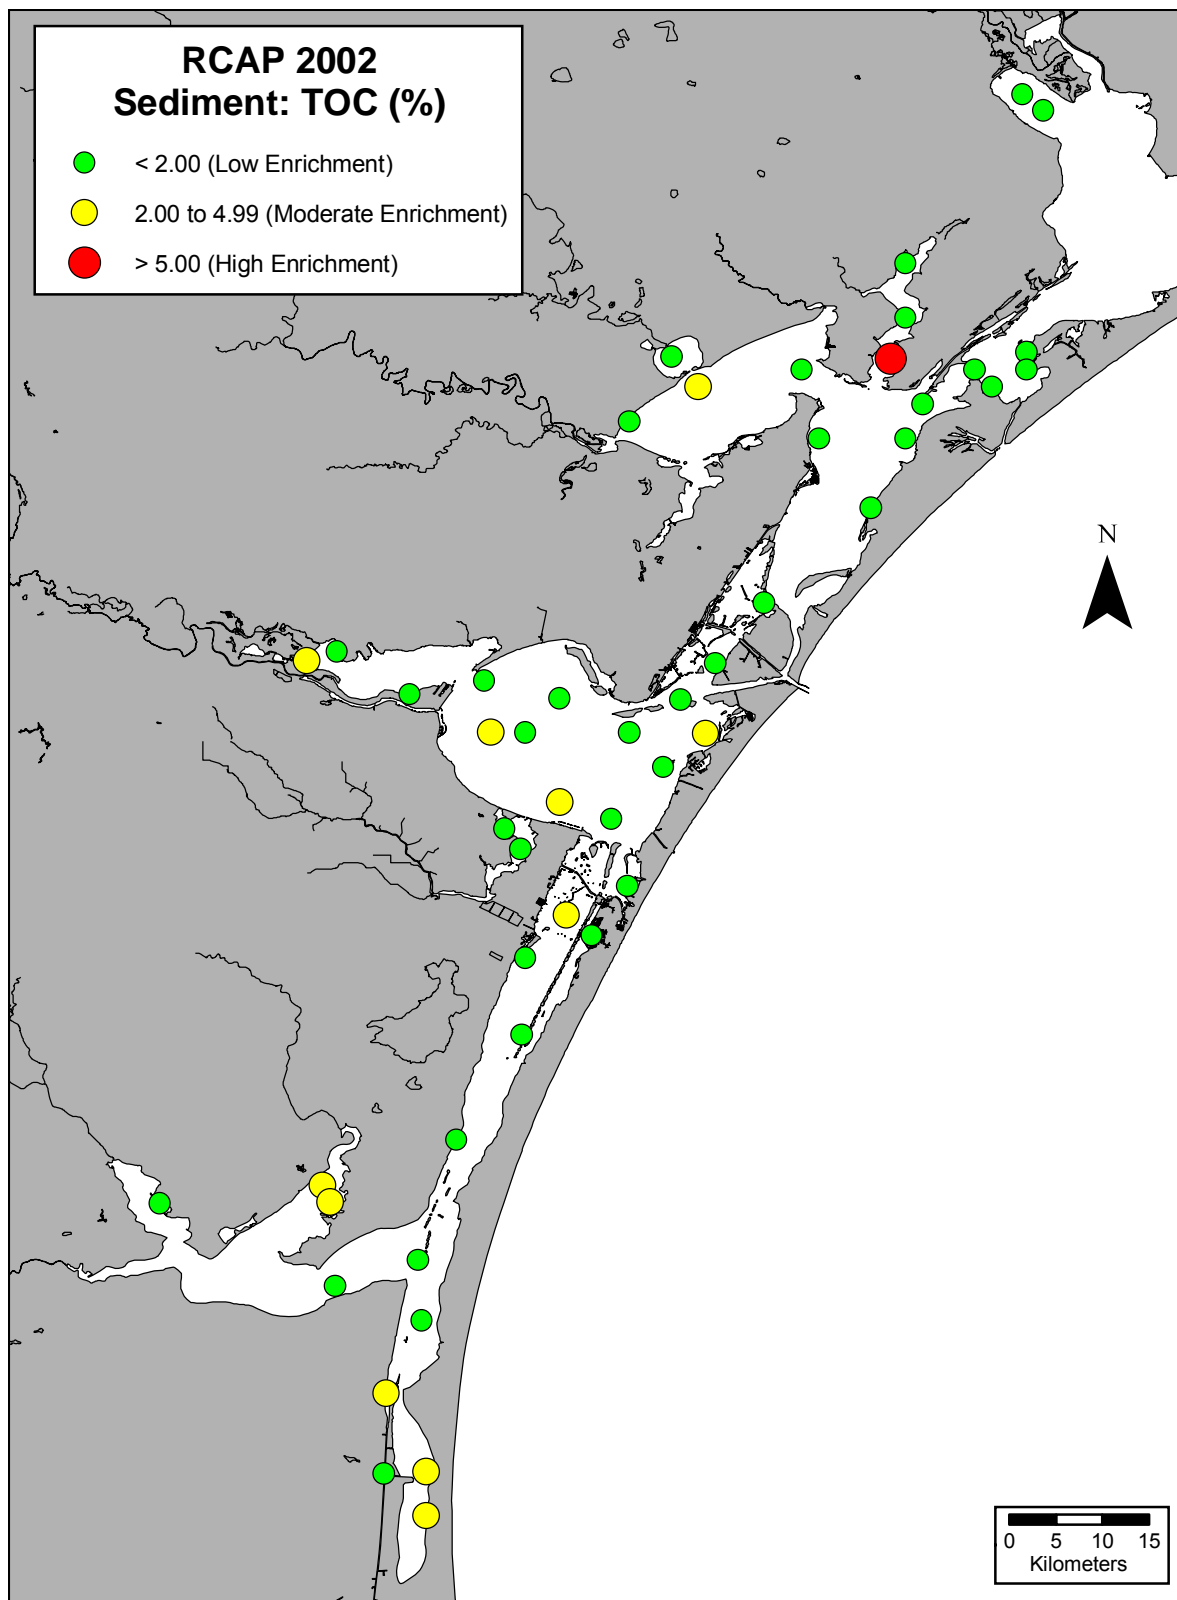 RCAP 2002
Sediment: TOC (%)
< 2.00 (Low Enrichment)
2.00 to 4.99 (Moderate Enrichment)
> 5.00 (High Enrichment)
N
0 5 10 15
Kilometers